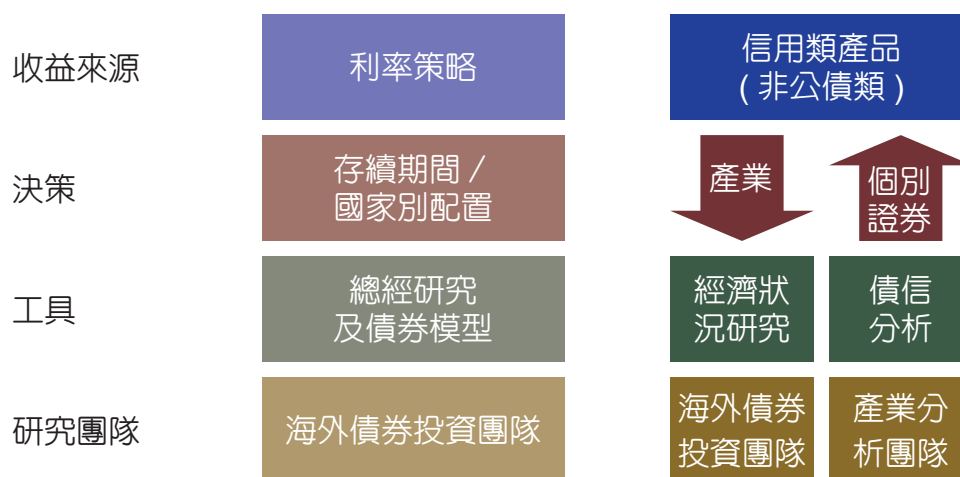 收益來源
利率策略
信用類產品
( 非公債類 )
決策
存續期間 /
國家別配置
產業
個別
證券
工具
總經研究
及債券模型
經濟狀
況研究
債信
分析
研究團隊
海外債券投資團隊
海外債券
投資團隊
產業分
析團隊